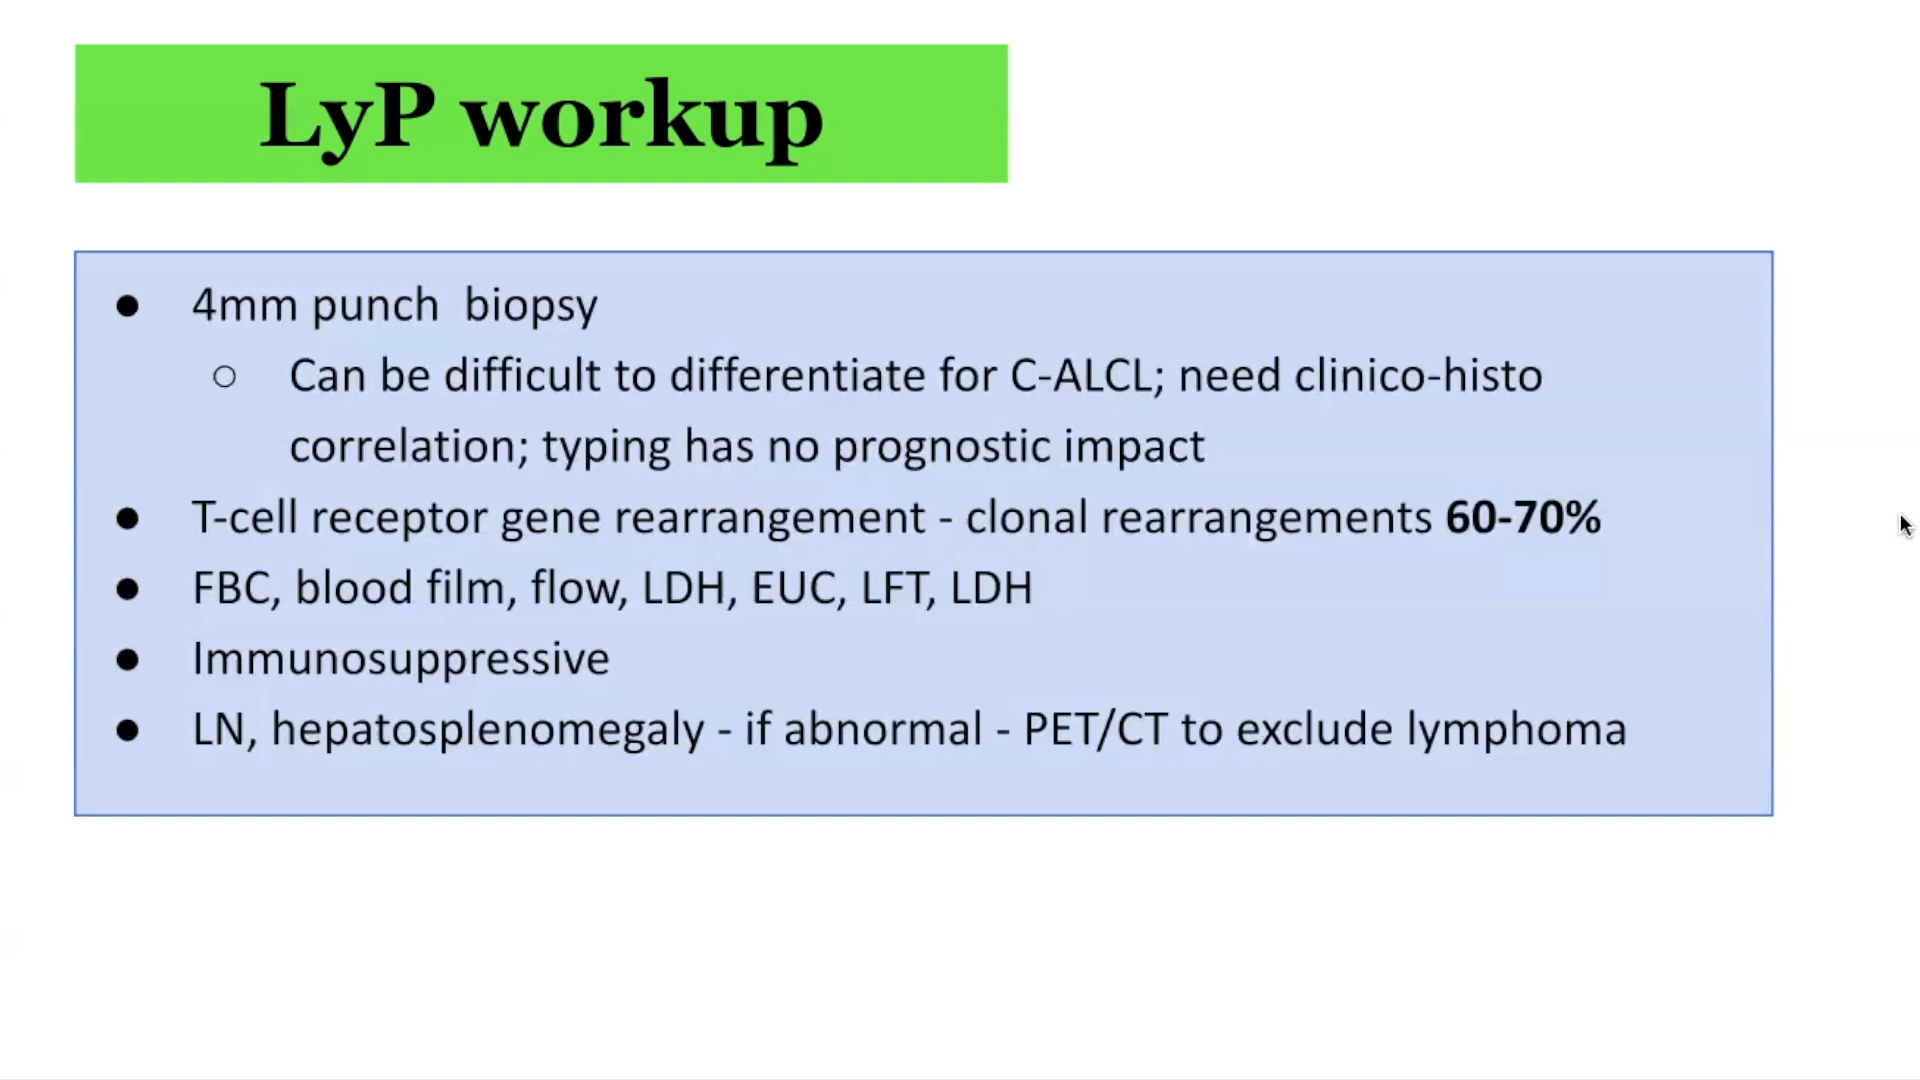 LyP workup
● 4mm punch  biopsy
○ Can be difficult to differentiate for C-ALCL; need clinico-histo
correlation; typing has no prognostic impact
● T-cell receptor gene rearrangement - clonal rearrangements 60-70%
● FBC, blood film, flow, LDH, EUC, LFT, LDH
● Immunosuppressive
● LN, hepatosplenomegaly - if abnormal - PET/CT to exclude lymphoma